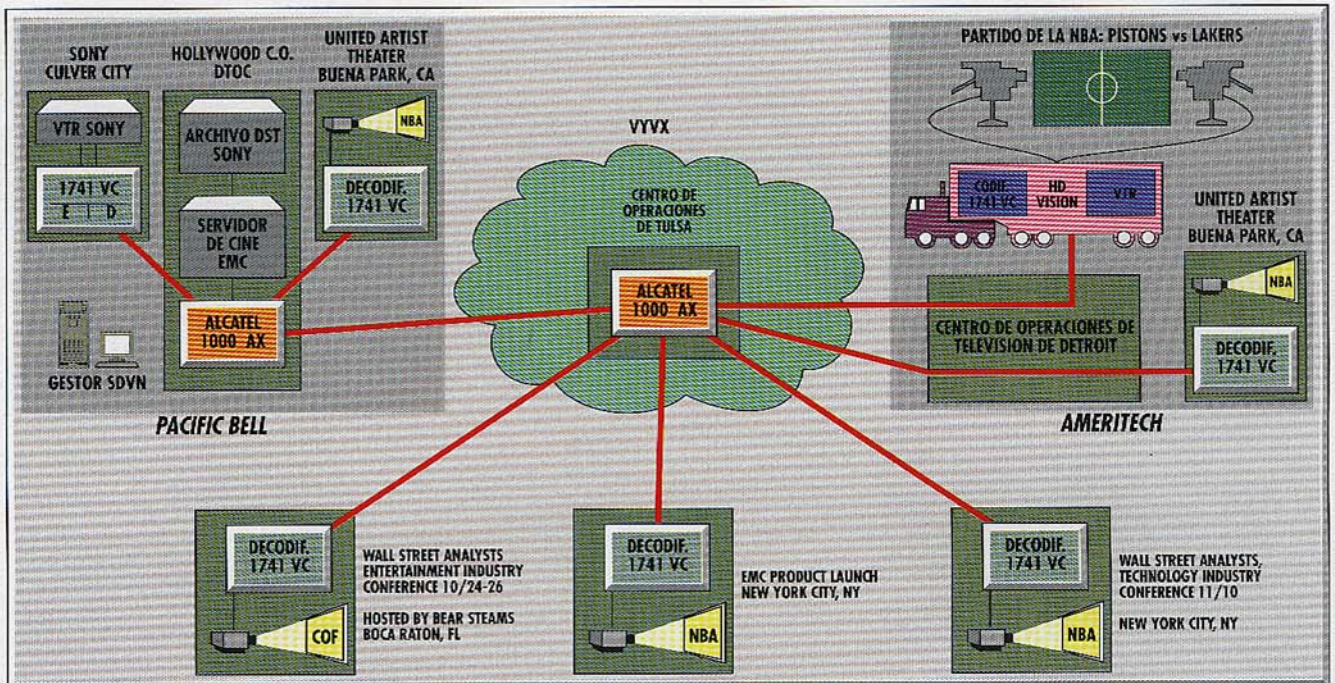 SONY
CULVER CITY
VTR SONY
1741 VC
E D
HOLLYWOOD C.O.
DTOC
ARCHIVO DST
SONY
SERVIDOR
DE CINE
EMC
ALCATEL
1000 AX
UNITED ARTIST
THEATER
BUENA PARK, CA
NBA
DECODIF.
1741 VC
GESTOR SDVN
PACIFIC BELL
VYVX
CENTRO DE
OPERACIONES
DE TULSA
ALCATEL
1000 AX
PARTIDO DE LA NBA: PISTONS vs LAKERS
CODIF.
1741 VC
HD
VISION
VTR
CENTRO DE OPERACIONES DE
TELEVISION DE DETROIT
UNITED ARTIST
THEATER
BUENA PARK, CA
NBA
DECODIF.
1741 VC
AMERITECH
DECODIF.
1741 VC
COF
WALL STREET ANALYSTS
ENTERTAINMENT INDUSTRY
CONFERENCE 10/24-26
HOSTED BY BEAR STEAMS
BOCA RATON, FL
DECODIF.
1741 VC
NBA
EMC PRODUCT LAUNCH
NEW YORK CITY, NY
DECODIF.
1741 VC
NBA
WALL STREET ANALYSTS,
TECHNOLOGY INDUSTRY
CONFERENCE 11/10
NEW YORK CITY, NY